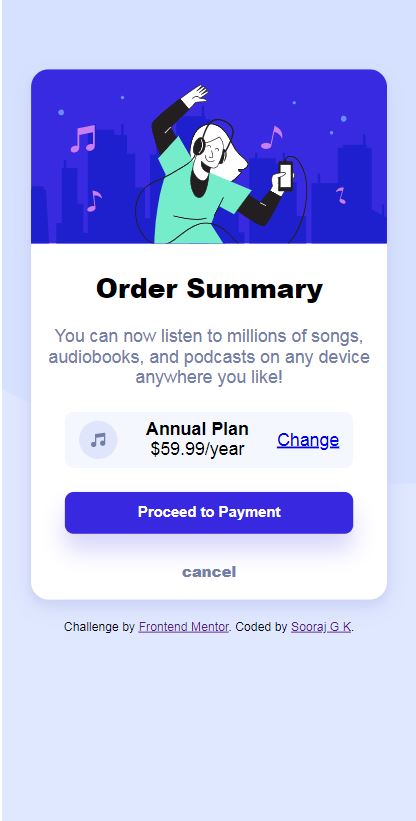 Order Summary
You can now listen to millions of songs,
audiobooks, and podcasts on any device
anywhere you like!
Annual Plan
$59.99/year
Change
Proceed to Payment
cancel
Challenge by Frontend Mentor. Coded by Sooraj G K.